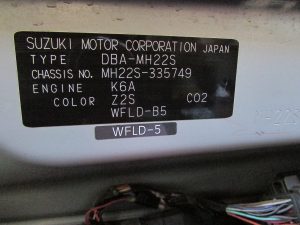 SUZUKI MOTOR CORPORATION JAPAN
TYPE DBA-MH22S
CHASSIS NO. MH22S-335749
ENGINE K6A
COLOR Z2S CO2
WFLD-B5
WFLD-5